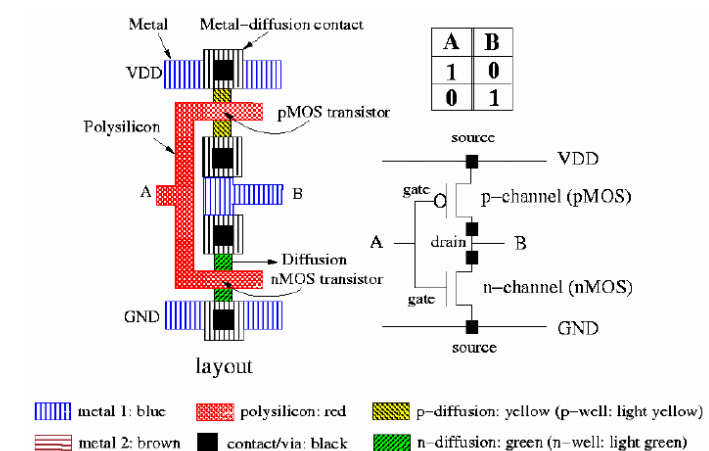 Metal
Metal-diffusion contact
VDD
Polysilicon
pMOS transistor
A
B
Diffusion
nMOS transistor
GND
layout
A B
1 0
0 1
source
VDD
gate
p-channel (pMOS)
A
drain
B
gate
n-channel (nMOS)
GND
source
metal 1: blue
polysilicon: red
p-diffusion: yellow (p-well: light yellow)
metal 2: brown
contact/via: black
n-diffusion: green (n-well: light green)